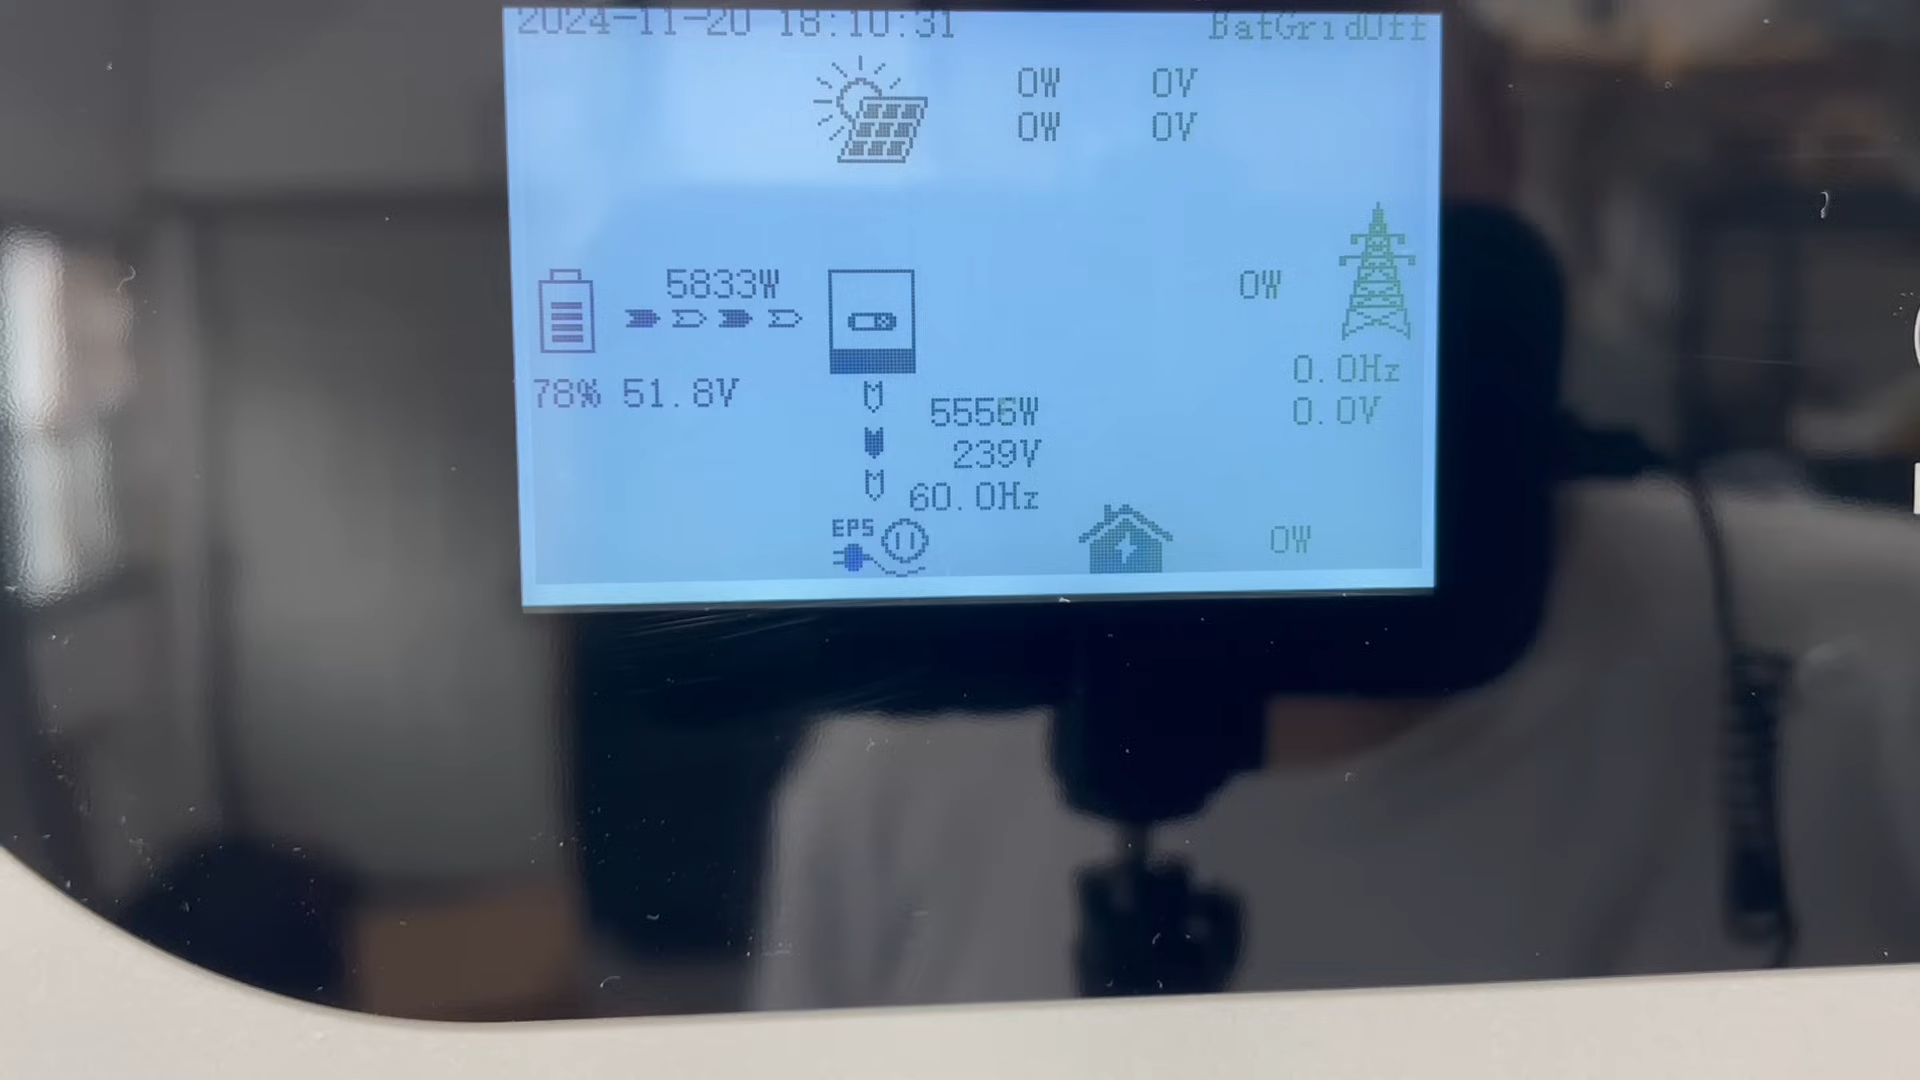 2024-11-20 18:10:31 BatGridOff
0W 0V
0W 0V
5833W
0W
78% 51.8V
0.0Hz
0.0V
5556W
239V
60.0Hz
EPS
0W